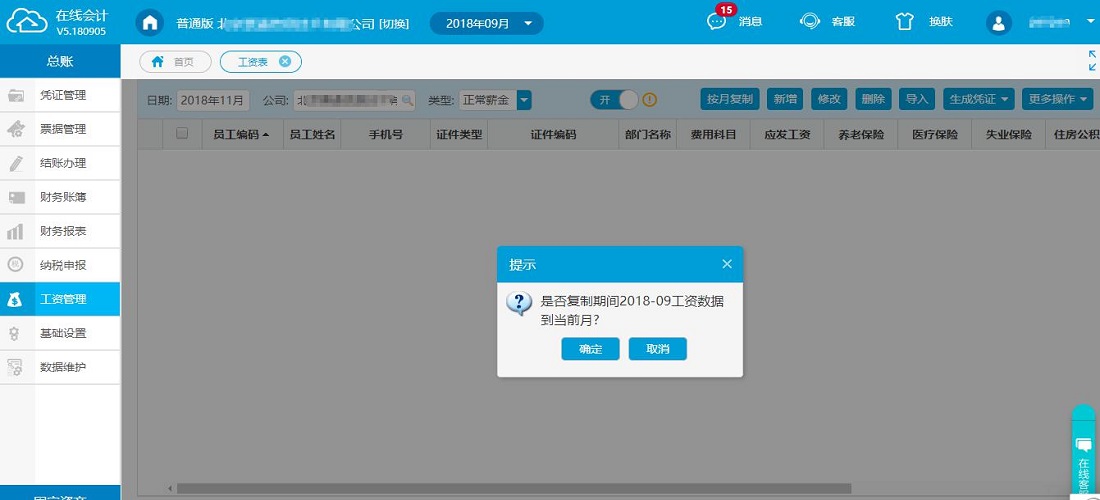 在线会计
V5.180905
普通版 北 公司 [切换]
2018年09月
15
消息
客服
换肤
总账
首页
工资表
凭证管理
票据管理
结账办理
财务账簿
财务报表
纳税申报
税
工资管理
基础设置
数据维护
日期: 2018年11月 公司: 北 类型: 正常薪金 开
按月复制 新增 修改 删除 导入 生成凭证 更多操作
员工编码 员工姓名 手机号 证件类型 证件编码 部门名称 费用科目 应发工资 养老保险 医疗保险 失业保险 住房公积
提示
是否复制期间2018-09工资数据
到当前月?
确定 取消
在线客服
固定资产